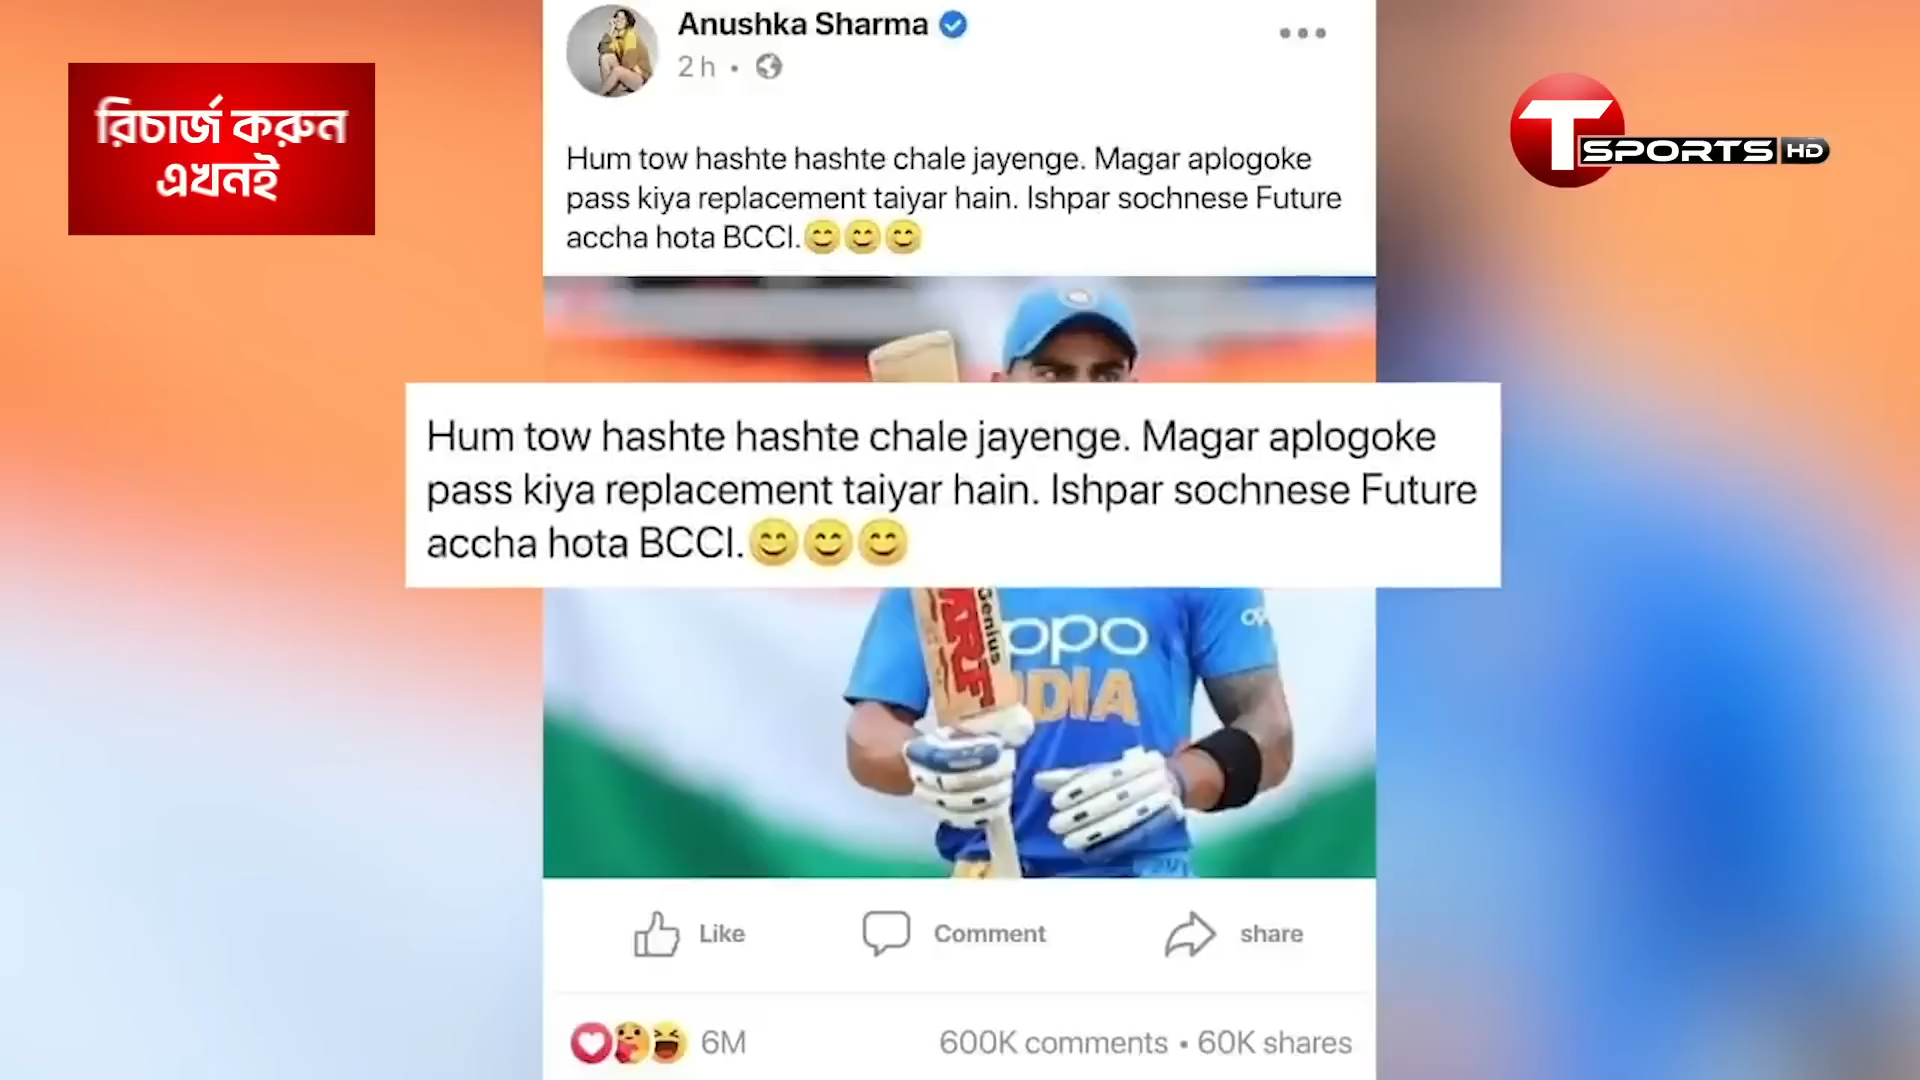 Anushka Sharma
2 h
রিচার্জ করুন
এখনই
T SPORTS HD
Hum tow hashte hashte chale jayenge. Magar aplogoke
pass kiya replacement taiyar hain. Ishpar sochnese Future
accha hota BCCI.😊😊😊
Hum tow hashte hashte chale jayenge. Magar aplogoke
pass kiya replacement taiyar hain. Ishpar sochnese Future
accha hota BCCI.😊😊😊
Genius
oppo
DIA
Like
Comment
share
6M
600K comments • 60K shares